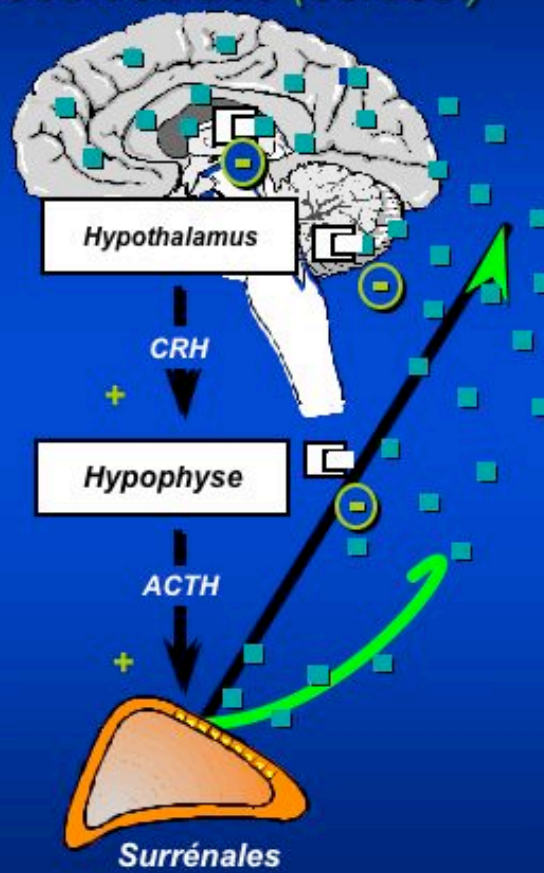 Hypothalamus
CRH
+
Hypophyse
ACTH
+
Surrénales